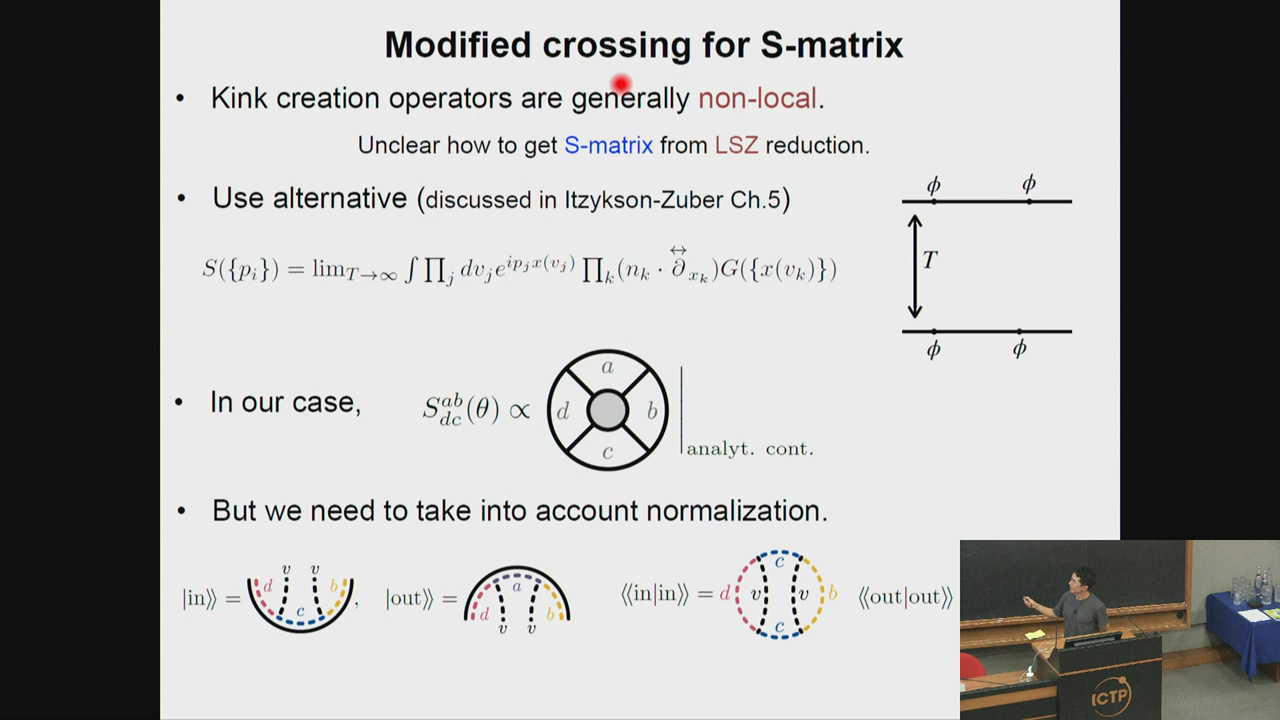 Modified crossing for S-matrix
• Kink creation operators are generally non-local.
Unclear how to get S-matrix from LSZ reduction.
• Use alternative (discussed in Itzykson-Zuber Ch.5)
S({p_i}) = lim_{T→∞} ∫ ∏_j dv_j e^{ip_j x(v_j)} ∏_k (n_k · ∂↔_{x_k}) G({x(v_k)})
ϕ ϕ
T
ϕ ϕ
• In our case,
S^{ab}_{dc}(θ) ∝
a
d b
c
analyt. cont.
• But we need to take into account normalization.
|in⟩⟩ = d v v c b , |out⟩⟩ = d a b v v ⟨⟨in|in⟩⟩ = d c v v c b ⟨⟨out|out⟩⟩
ICTP